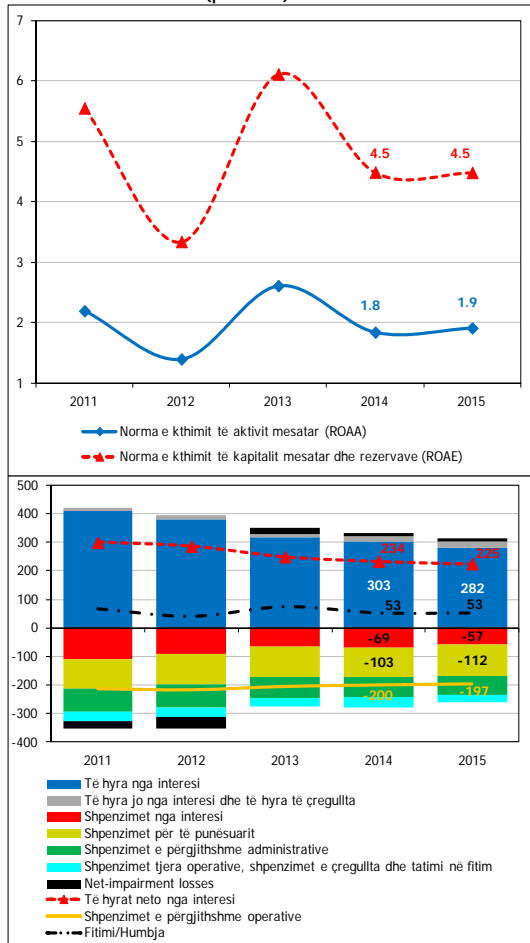 7
6
5
4
3
2
1
4.5
4.5
1.8
1.9
2011 2012 2013 2014 2015
Norma e kthimit të aktivit mesatar (ROAA)
Norma e kthimit të kapitalit mesatar dhe rezervave (ROAE)
500
400
300
200
100
0
-100
-200
-300
-400
234 225
303 282
53 53
-69 -57
-103 -112
-200 -197
2011 2012 2013 2014 2015
Të hyra nga interesi
Të hyra jo nga interesi dhe të hyra të çregullta
Shpenzimet nga interesi
Shpenzimet për të punësuarit
Shpenzimet e përgjithshme administrative
Shpenzimet tjera operative, shpenzimet e çregullta dhe tatimi në fitim
Net-impairment losses
Të hyrat neto nga interesi
Shpenzimet e përgjithshme operative
Fitimi/Humbja